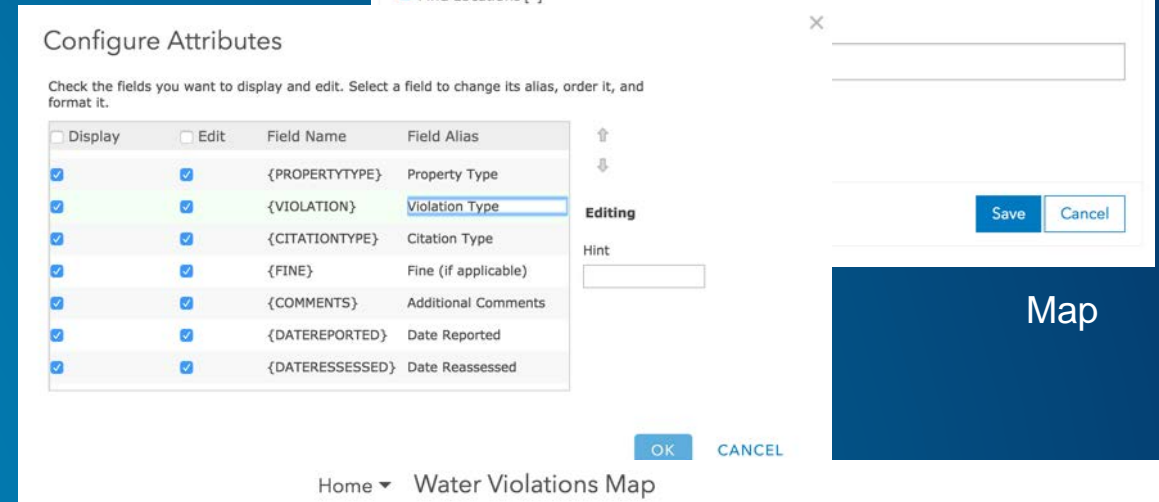 Configure Attributes
Check the fields you want to display and edit. Select a field to change its alias, order it, and
format it.
Display Edit Field Name Field Alias
{PROPERTYTYPE} Property Type
{VIOLATION} Violation Type
{CITATIONTYPE} Citation Type
{FINE} Fine (if applicable)
{COMMENTS} Additional Comments
{DATEREPORTED} Date Reported
{DATERESSESSED} Date Reassessed
Editing
Hint
OK CANCEL
Save Cancel
Map
Home Water Violations Map